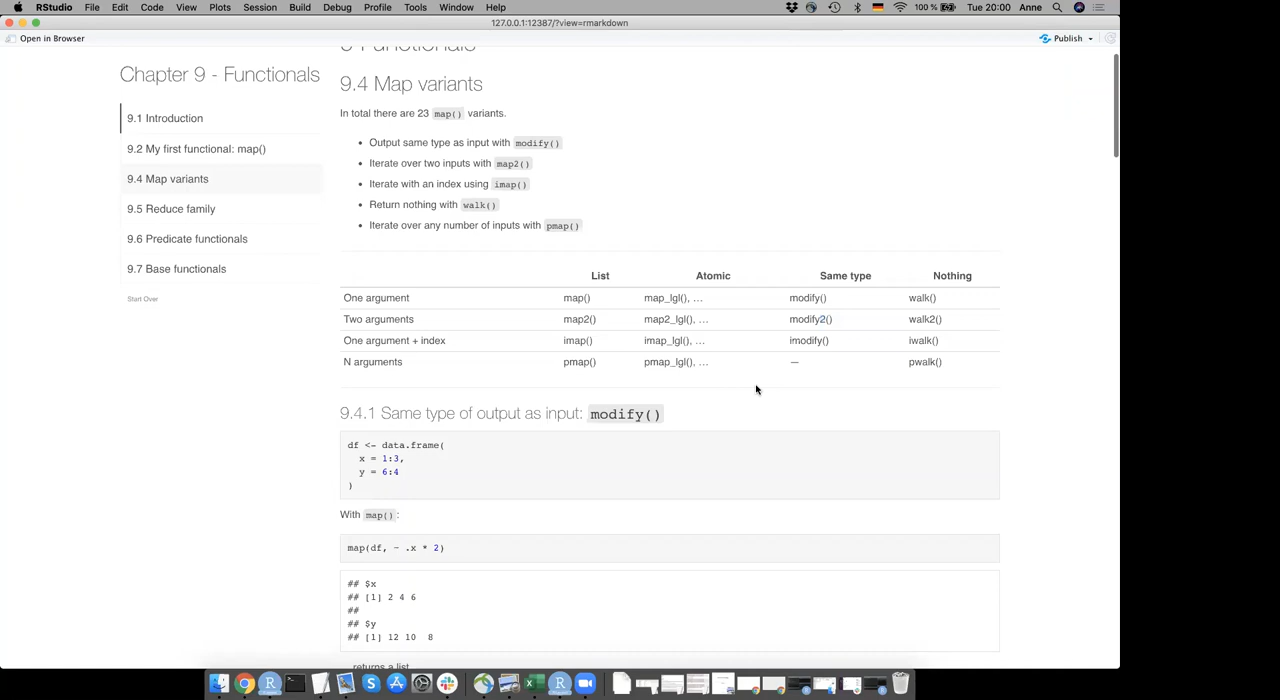 RStudio File Edit Code View Plots Session Build Debug Profile Tools Window Help 100 % Tue 20:00 Anne
127.0.0.1:12387/?view=rmarkdown
Open in Browser Publish
Chapter 9 - Functionals
9.1 Introduction
9.2 My first functional: map()
9.4 Map variants
9.5 Reduce family
9.6 Predicate functionals
9.7 Base functionals
Start Over
9.4 Map variants
In total there are 23 map() variants.
• Output same type as input with modify()
• Iterate over two inputs with map2()
• Iterate with an index using imap()
• Return nothing with walk()
• Iterate over any number of inputs with pmap()
List Atomic Same type Nothing
One argument map() map_lgl(), … modify() walk()
Two arguments map2() map2_lgl(), … modify2() walk2()
One argument + index imap() imap_lgl(), … imodify() iwalk()
N arguments pmap() pmap_lgl(), … — pwalk()
9.4.1 Same type of output as input: modify()
df <- data.frame(
x = 1:3,
y = 6:4
)
With map():
map(df, ~ .x * 2)
## $x
## [1] 2 4 6
##
## $y
## [1] 12 10  8
returns a list